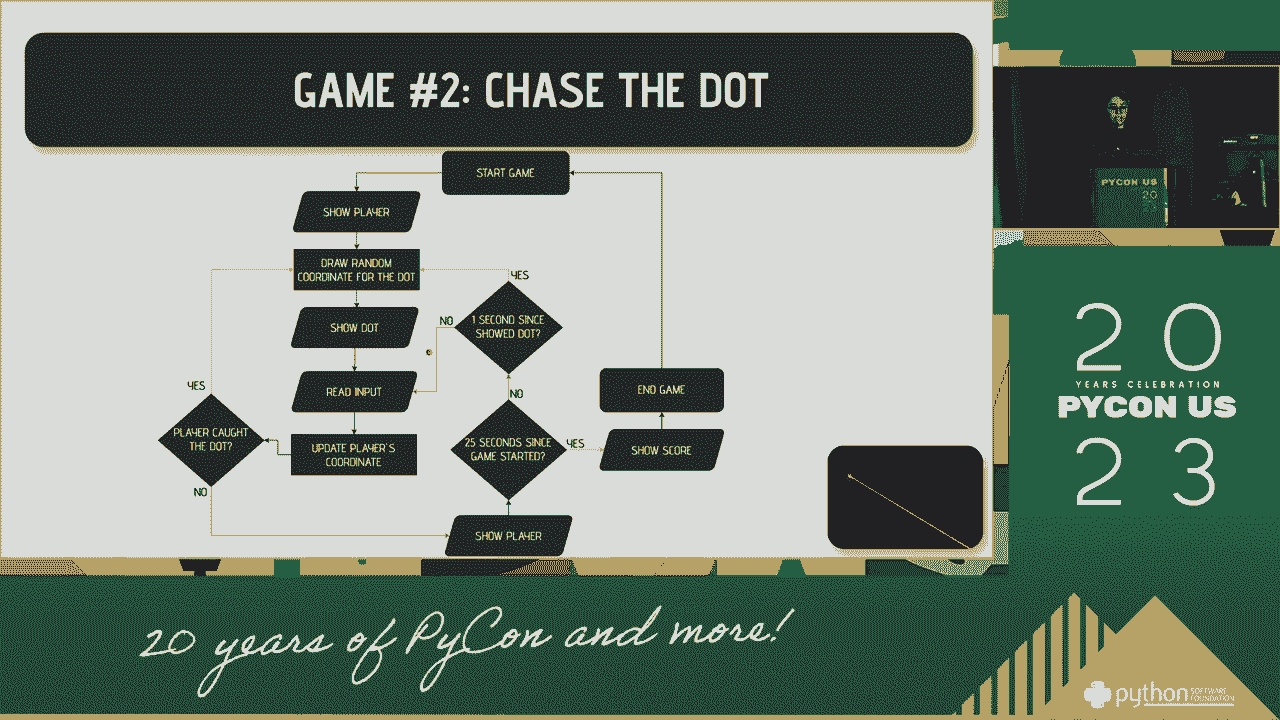 GAME #2: CHASE THE DOT
START GAME
SHOW PLAYER
DRAW RANDOM
COORDINATE FOR THE DOT
SHOW DOT
READ INPUT
UPDATE PLAYER'S
COORDINATE
PLAYER CAUGHT
THE DOT?
YES
NO
SHOW PLAYER
25 SECONDS SINCE
GAME STARTED?
NO
YES
1 SECOND SINCE
SHOWED DOT?
NO
YES
SHOW SCORE
END GAME
PYCON US
20
23
20
YEARS CELEBRATION
PYCON US
23
20 years of PyCon and more!
python
SOFTWARE
FOUNDATION